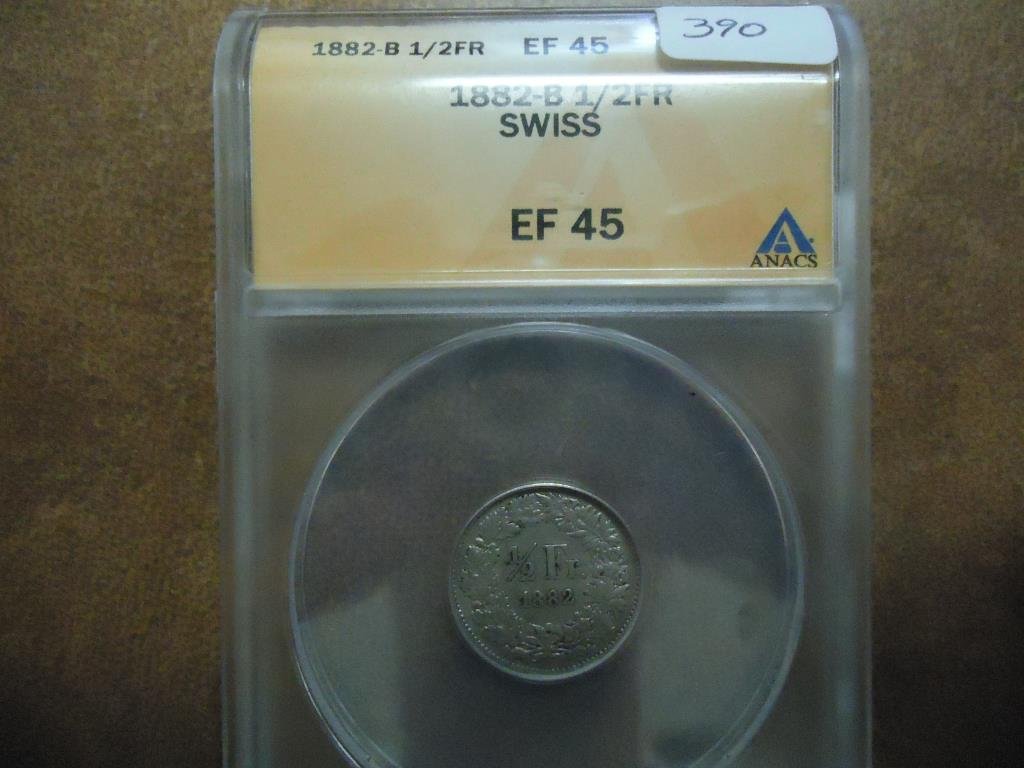 390
1882-B 1/2FR EF 45
1882-B 1/2FR
SWISS
EF 45
ANACS
1/2 Fr.
1882